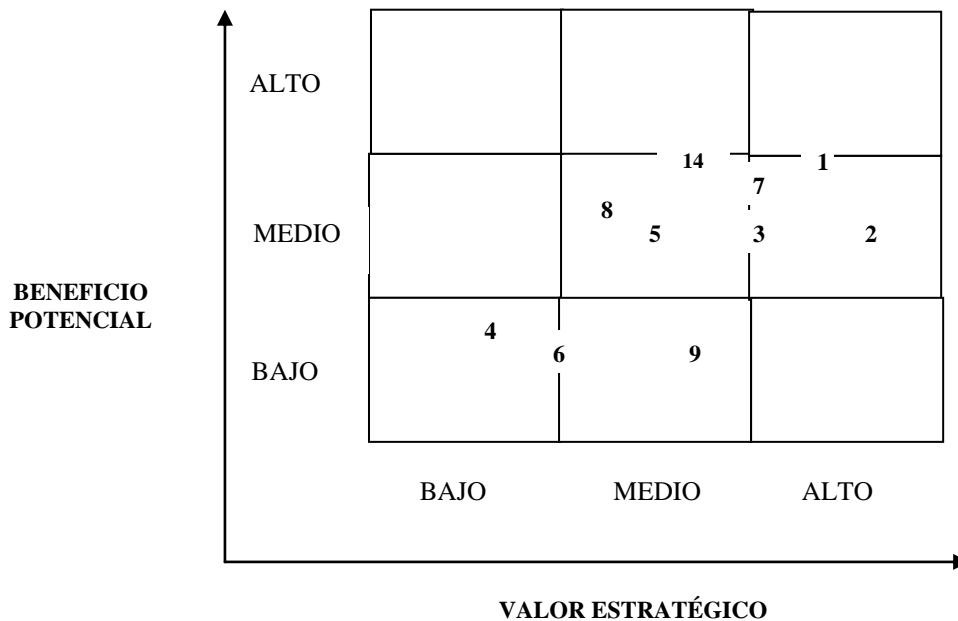 ALTO
14
1
7
8
MEDIO
5
3
2
BENEFICIO
POTENCIAL
4
6
9
BAJO
BAJO
MEDIO
ALTO
VALOR ESTRATÉGICO